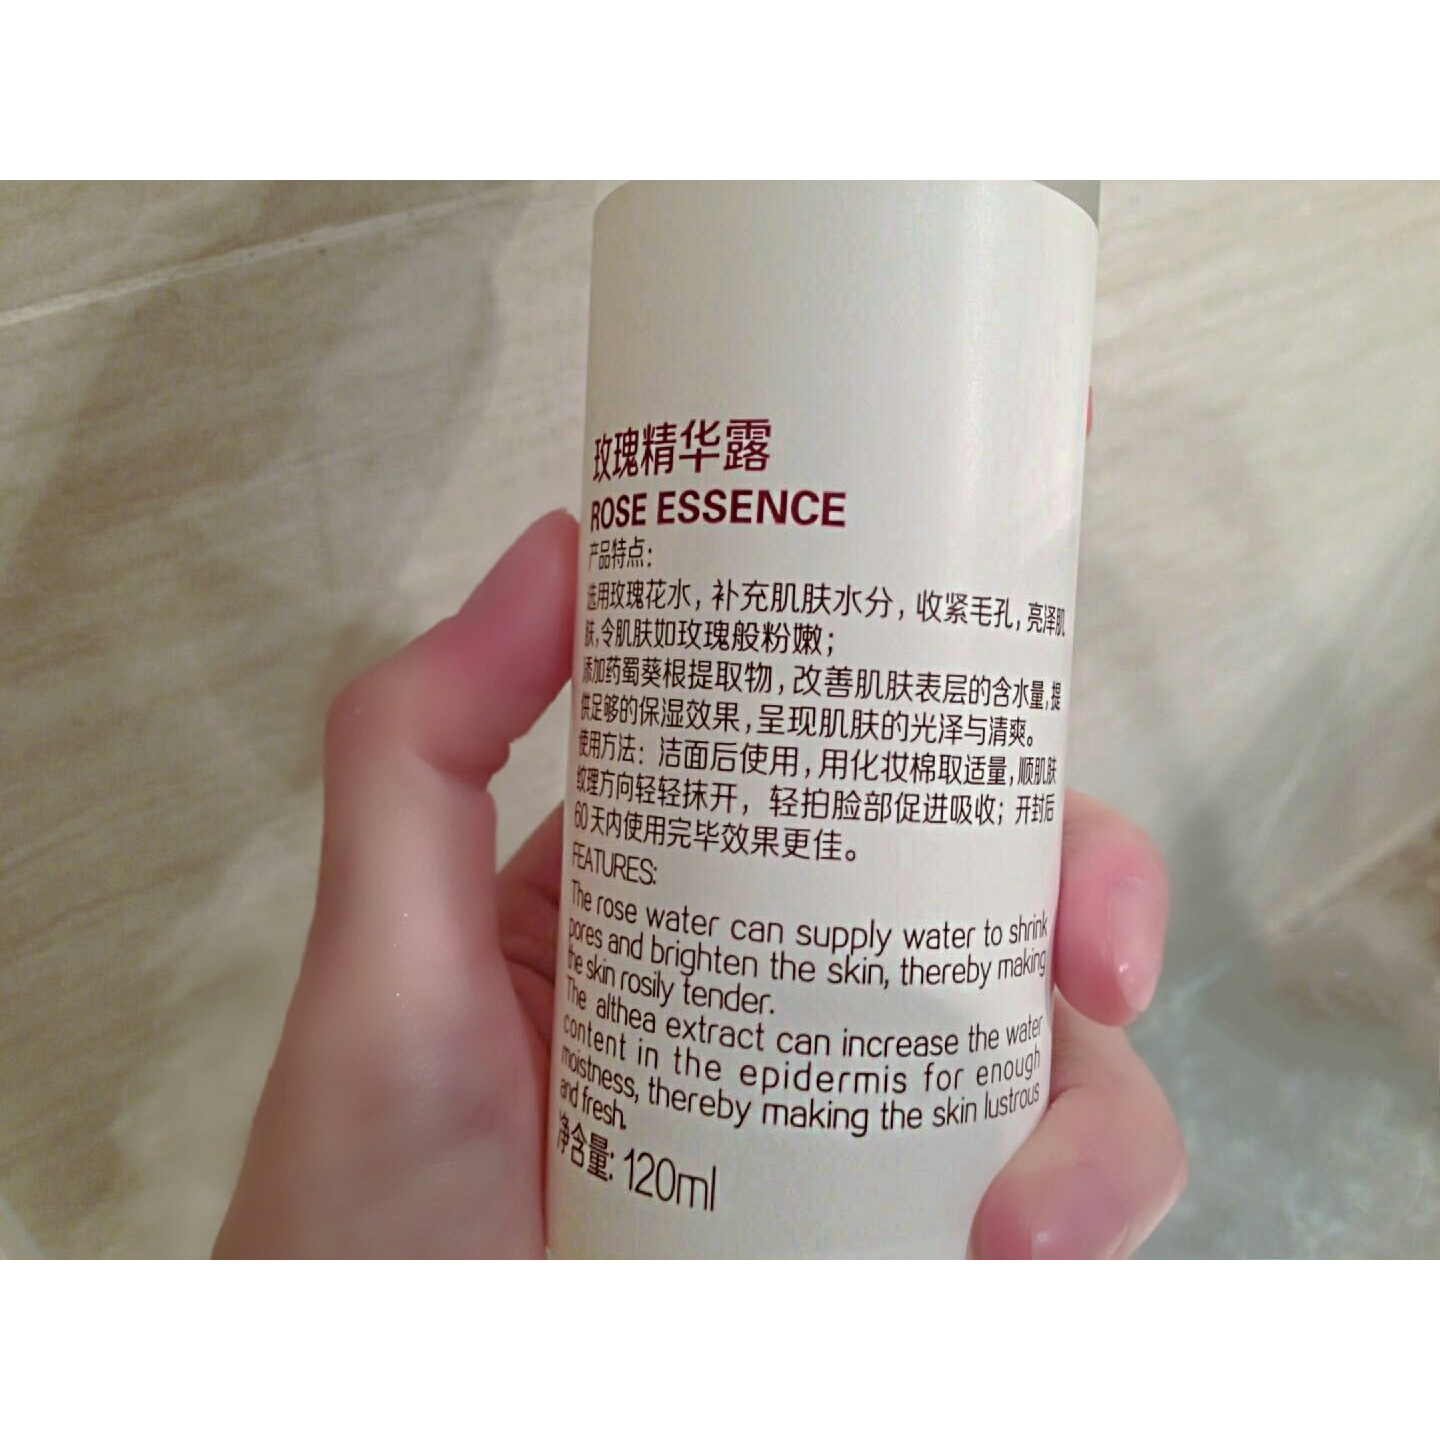 玫瑰精华露
ROSE ESSENCE
产品特点：
选用玫瑰花水，补充肌肤水分，收紧毛孔，亮泽肌
肤，令肌肤如玫瑰般粉嫩；
添加药蜀葵根提取物，改善肌肤表层的含水量，提
供足够的保湿效果，呈现肌肤的光泽与清爽。
使用方法：洁面后使用，用化妆棉取适量，顺肌肤
纹理方向轻轻抹开，轻拍脸部促进吸收；开封后
60天内使用完毕效果更佳。
FEATURES:
The rose water can supply water to shrink
pores and brighten the skin, thereby making
the skin rosily tender.
The althea extract can increase the water
content in the epidermis for enough
moistness, thereby making the skin lustrous
and fresh.
净含量: 120ml